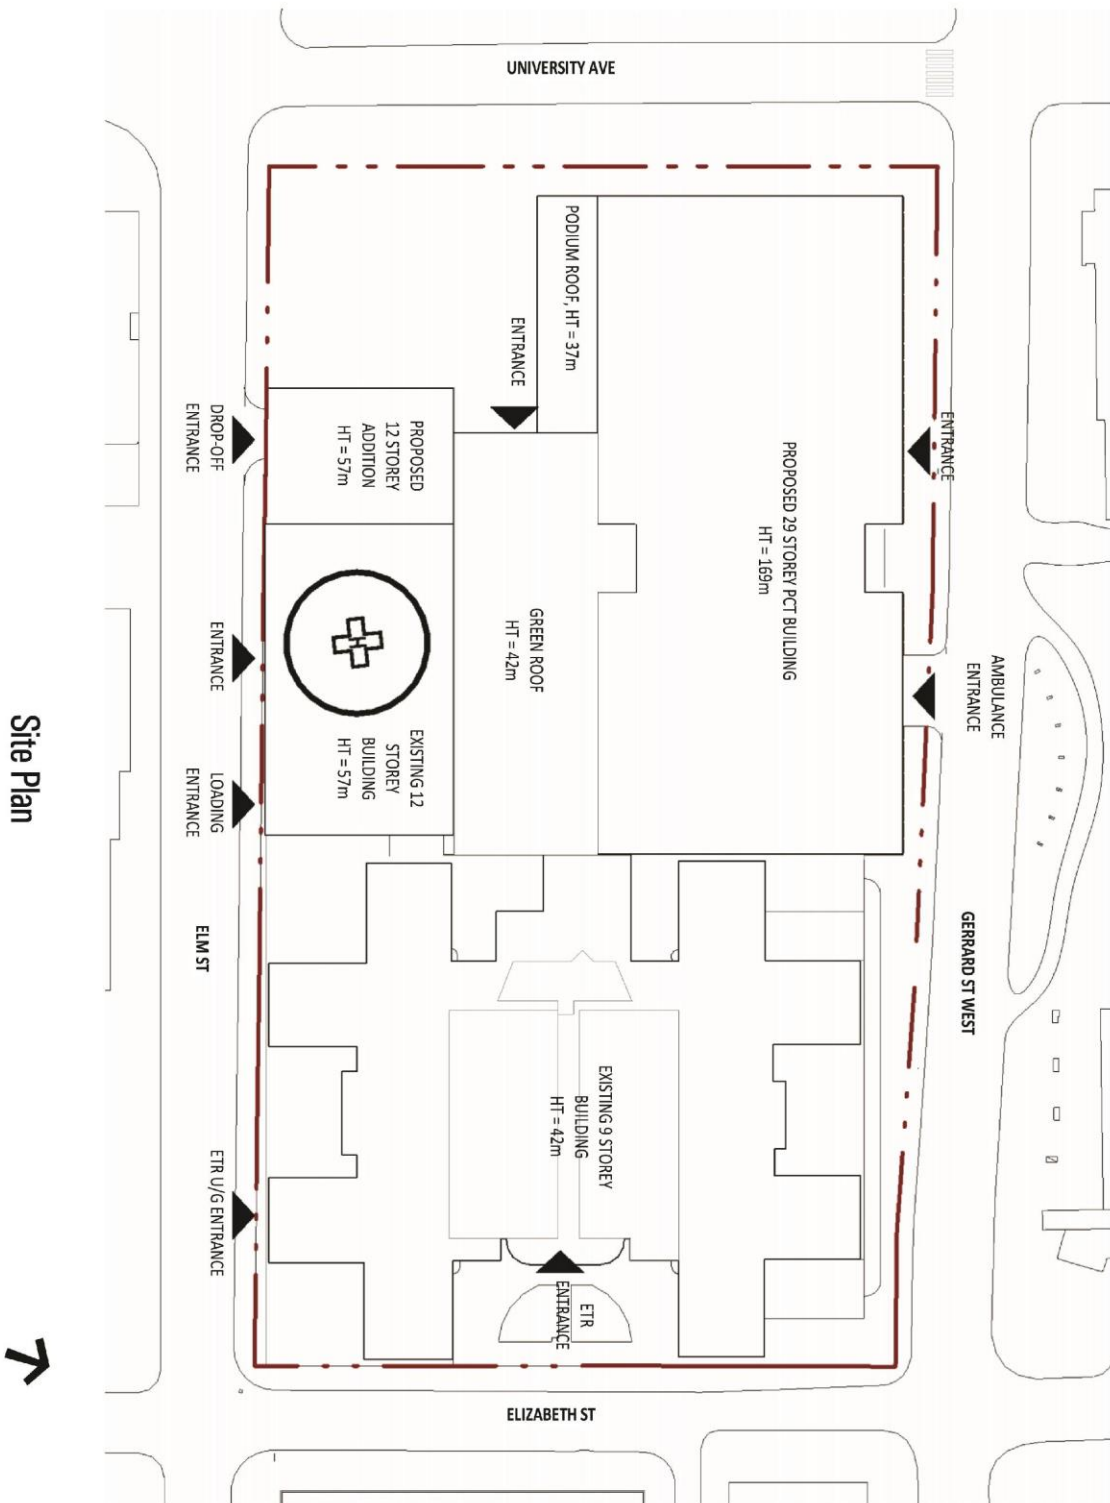 UNIVERSITY AVE
PODIUM ROOF, HT = 37m
ENTRANCE
PROPOSED
12 STOREY
ADDITION
HT = 57m
DROP-OFF
ENTRANCE
ENTRANCE
PROPOSED 29 STOREY PCT BUILDING
HT = 169m
GREEN ROOF
HT = 42m
AMBULANCE
ENTRANCE
ENTRANCE
EXISTING 12
STOREY
BUILDING
HT = 57m
LOADING
ENTRANCE
Site Plan
ELM ST
GERRARD ST WEST
EXISTING 9 STOREY
BUILDING
HT = 42m
ETR U/G ENTRANCE
ETR
ENTRANCE
ELIZABETH ST